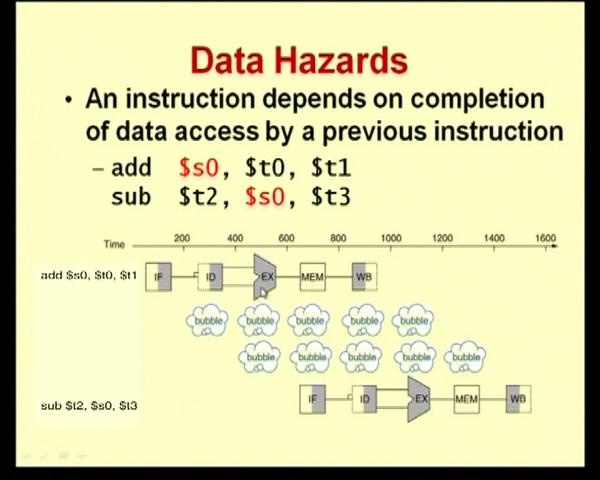 Data Hazards
• An instruction depends on completion
of data access by a previous instruction
– add $s0, $t0, $t1
sub $t2, $s0, $t3
Time 200 400 600 800 1000 1200 1400 1600
add $s0, $t0, $t1 IF ID EX MEM WB
bubble bubble bubble bubble bubble
bubble bubble bubble bubble bubble
sub $t2, $s0, $t3 IF ID EX MEM WB